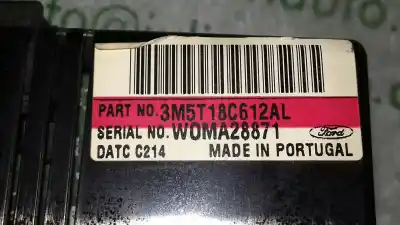 PART NO. 3M5T18C612AL
SERIAL NO. WOMA28871
Ford
DATC C214 MADE IN PORTUGAL